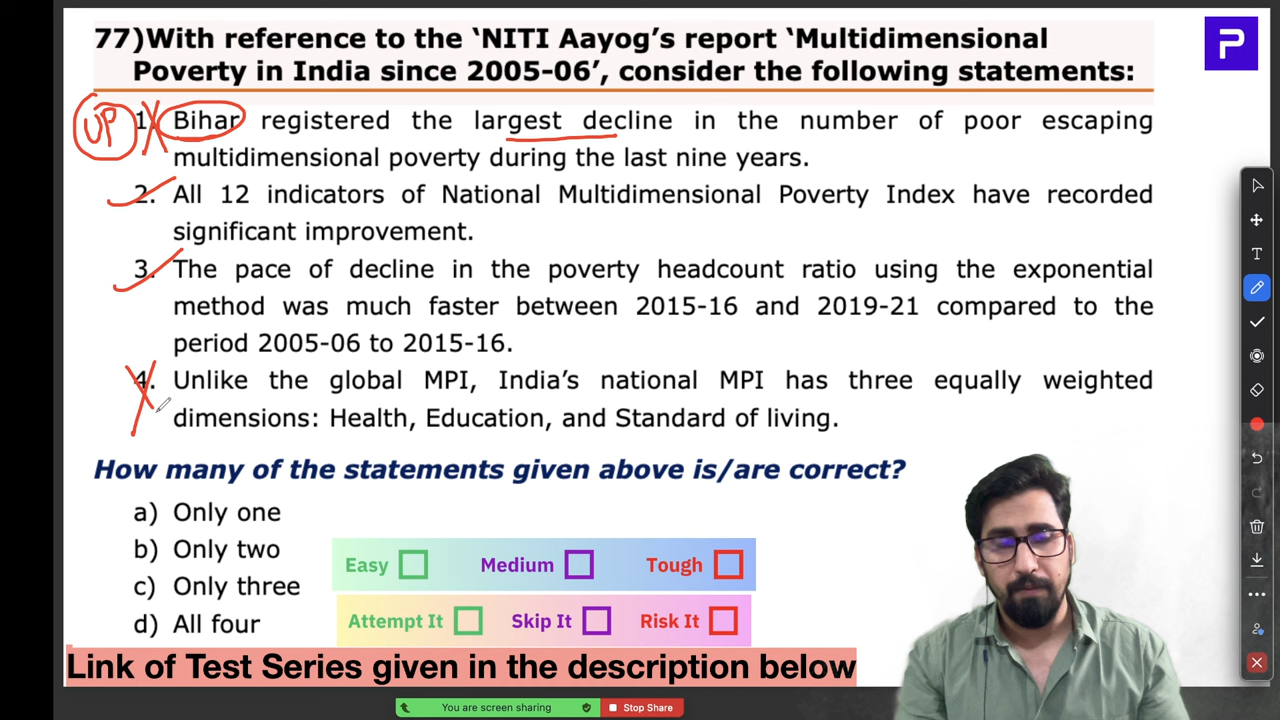 77)With reference to the ‘NITI Aayog’s report ‘Multidimensional
Poverty in India since 2005-06’, consider the following statements:
UP
1. Bihar registered the largest decline in the number of poor escaping
multidimensional poverty during the last nine years.
2. All 12 indicators of National Multidimensional Poverty Index have recorded
significant improvement.
3. The pace of decline in the poverty headcount ratio using the exponential
method was much faster between 2015-16 and 2019-21 compared to the
period 2005-06 to 2015-16.
4. Unlike the global MPI, India’s national MPI has three equally weighted
dimensions: Health, Education, and Standard of living.
How many of the statements given above is/are correct?
a) Only one
b) Only two
c) Only three
d) All four
Easy Medium Tough
Attempt It Skip It Risk It
Link of Test Series given in the description below
You are screen sharing Stop Share
P
T